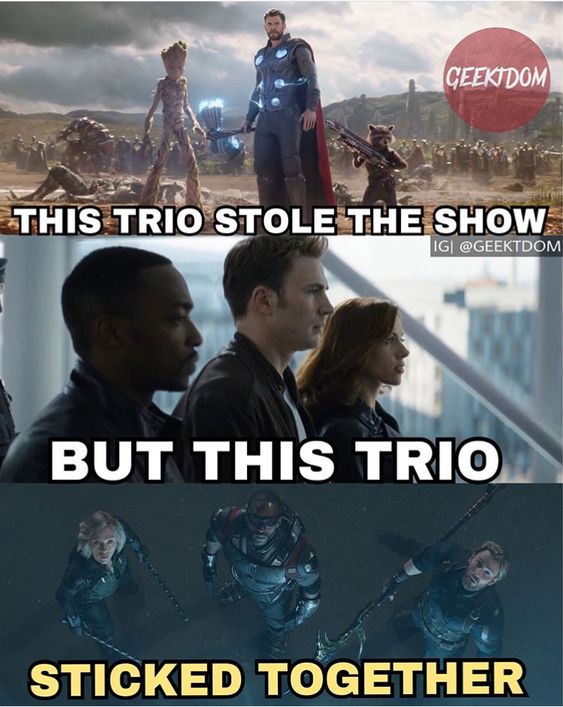 GEEKTDOM
THIS TRIO STOLE THE SHOW
IG| @GEEKTDOM
BUT THIS TRIO
STICKED TOGETHER